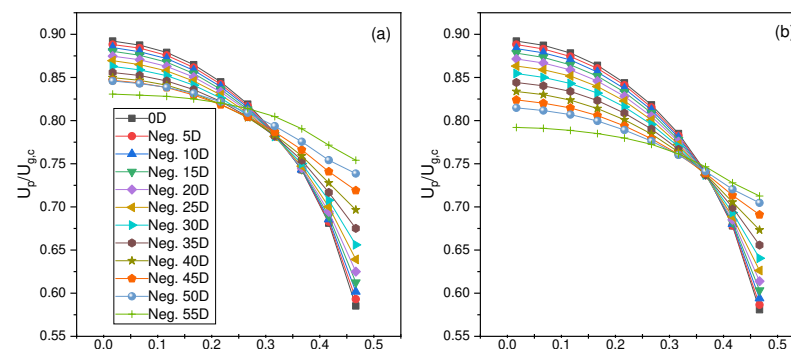 (a)
0.90
0.85
0.80
0.75
0.70
0.65
0.60
0.55
U_p/U_g,c
0D
Neg. 5D
Neg. 10D
Neg. 15D
Neg. 20D
Neg. 25D
Neg. 30D
Neg. 35D
Neg. 40D
Neg. 45D
Neg. 50D
Neg. 55D
0.0 0.1 0.2 0.3 0.4 0.5
(b)
0.90
0.85
0.80
0.75
0.70
0.65
0.60
0.55
U_p/U_g,c
0.0 0.1 0.2 0.3 0.4 0.5